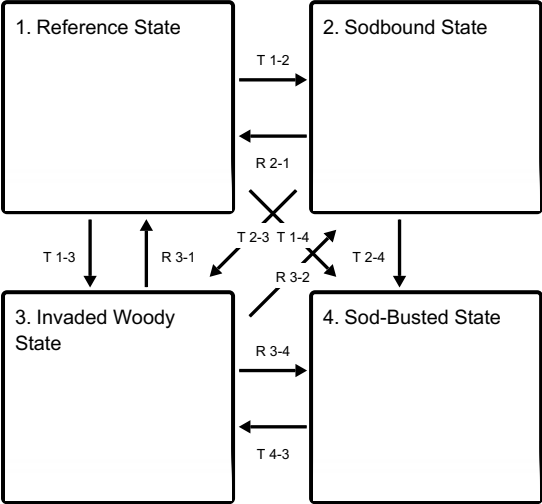 1. Reference State
2. Sodbound State
T 1-2
R 2-1
T 1-3
R 3-1
T 2-3
T 1-4
T 2-4
R 3-2
3. Invaded Woody
State
4. Sod-Busted State
R 3-4
T 4-3